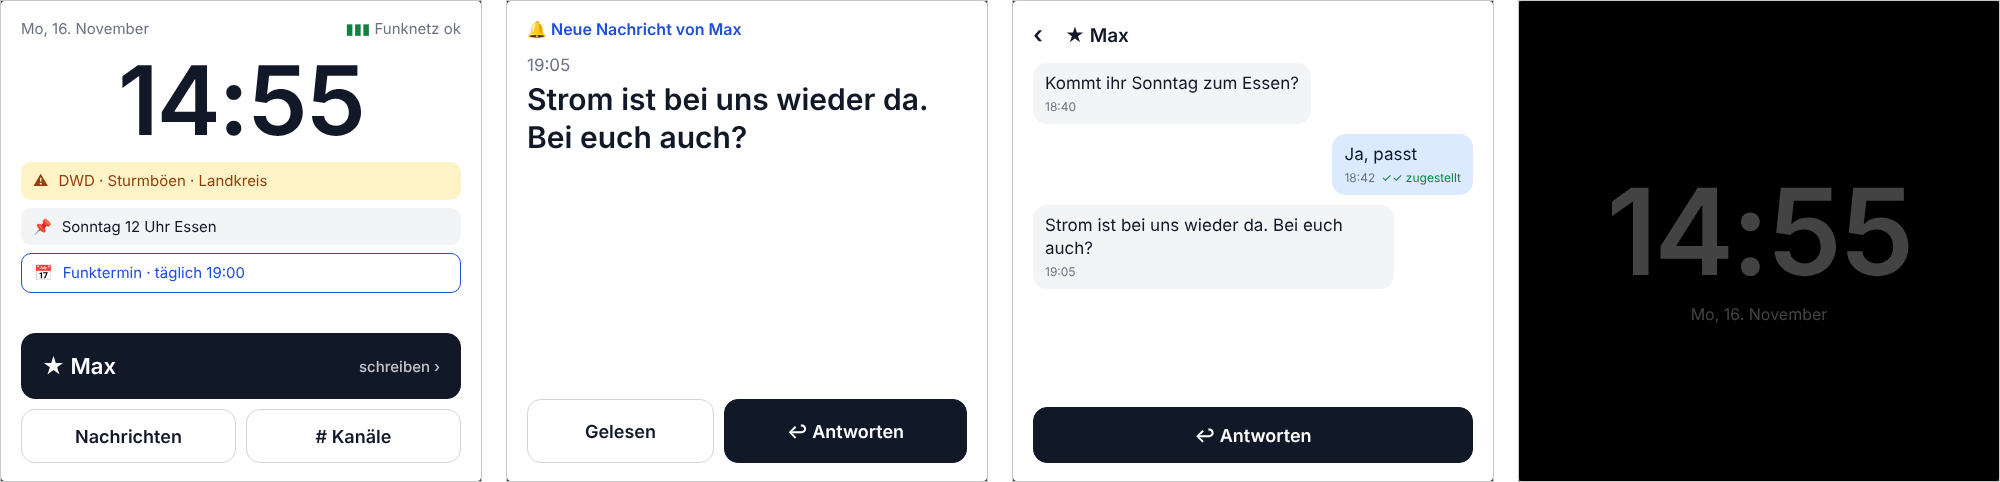 Mo, 16. November
Funknetz ok
14:55
DWD · Sturmböen · Landkreis
Sonntag 12 Uhr Essen
Funktermin · täglich 19:00
★ Max
schreiben ›
Nachrichten
# Kanäle
Neue Nachricht von Max
19:05
Strom ist bei uns wieder da.
Bei euch auch?
Gelesen
↩ Antworten
‹ ★ Max
Kommt ihr Sonntag zum Essen?
18:40
Ja, passt
18:42 ✓✓ zugestellt
Strom ist bei uns wieder da. Bei euch
auch?
19:05
↩ Antworten
14:55
Mo, 16. November